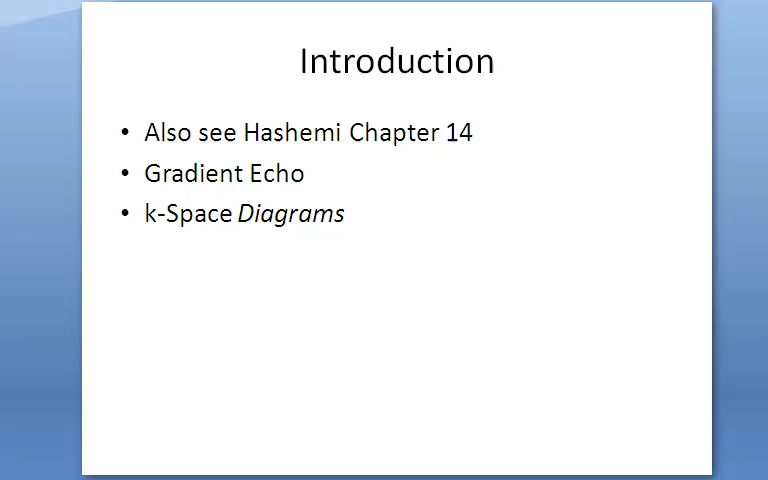 Introduction
• Also see Hashemi Chapter 14
• Gradient Echo
• k-Space Diagrams